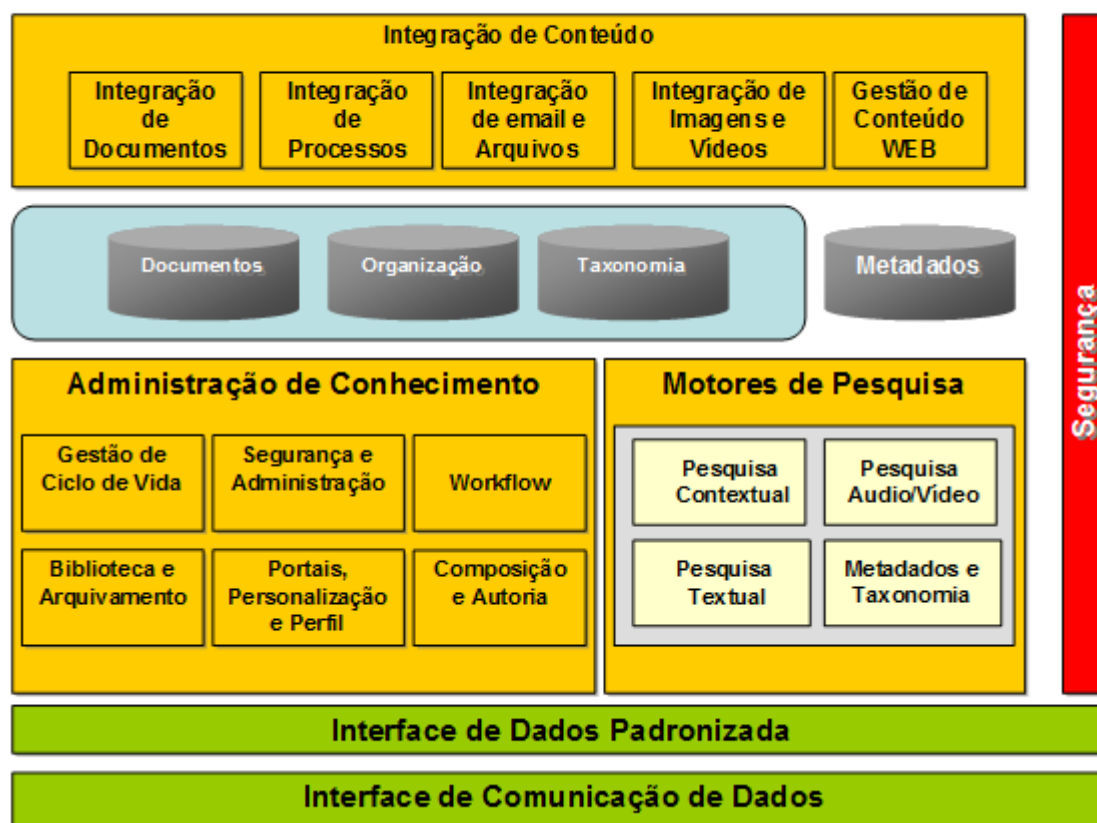 Integração de Conteúdo
Integração
de
Documentos
Integração
de
Processos
Integração
de email e
Arquivos
Integração de
Imagens e
Vídeos
Gestão de
Conteúdo
WEB
Documentos
Organização
Taxonomia
Metadados
Segurança
Administração de Conhecimento
Gestão de
Ciclo de Vida
Segurança e
Administração
Workflow
Biblioteca e
Arquivamento
Portais,
Personalização
e Perfil
Composição
e Autoria
Motores de Pesquisa
Pesquisa
Contextual
Pesquisa
Audio/Vídeo
Pesquisa
Textual
Metadados e
Taxonomia
Interface de Dados Padronizada
Interface de Comunicação de Dados